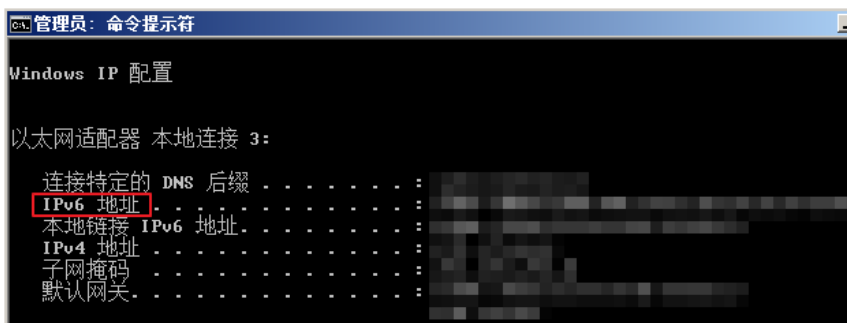 管理员: 命令提示符
Windows IP 配置
以太网适配器 本地连接 3:
连接特定的 DNS 后缀 . . . . . . . :
IPv6 地址 . . . . . . . . . . . . :
本地链接 IPv6 地址. . . . . . . . :
IPv4 地址 . . . . . . . . . . . . :
子网掩码 . . . . . . . . . . . . :
默认网关. . . . . . . . . . . . . :